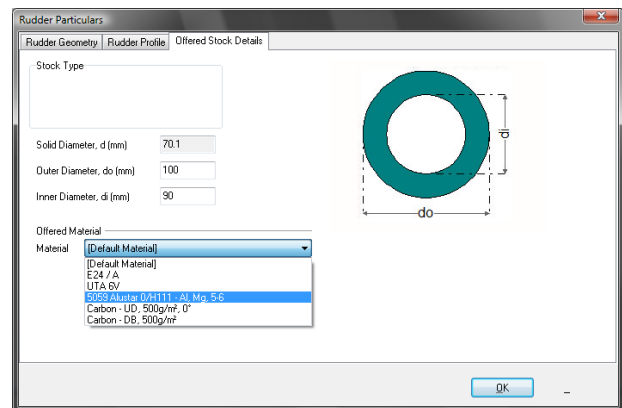 Rudder Particulars
Rudder Geometry Rudder Profile Offered Stock Details
Stock Type
Solid Diameter, d (mm) 70.1
Outer Diameter, do (mm) 100
Inner Diameter, di (mm) 90
di
do
Offered Material
Material [Default Material]
[Default Material]
E24 / A
UTA 6V
5059 Alustar 0/H111 - Al, Mg, 5-6
Carbon - UD, 500g/m², 0°
Carbon - DB, 500g/m²
OK